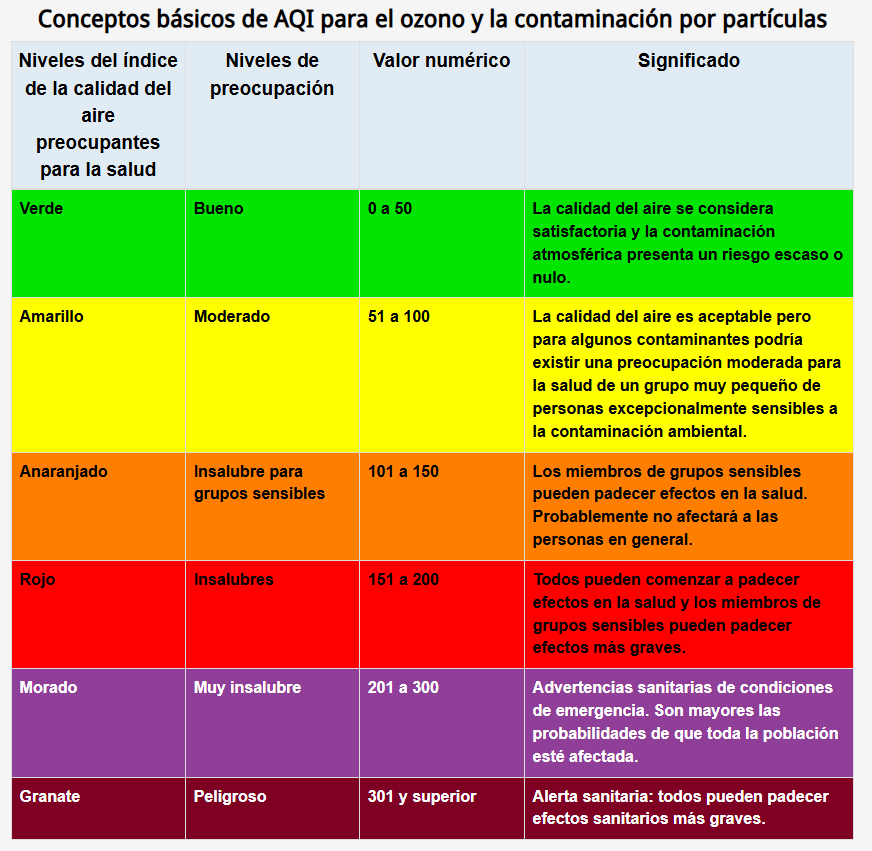 Conceptos básicos de AQI para el ozono y la contaminación por partículas
Niveles del índice
de la calidad del
aire
preocupantes
para la salud
Niveles de
preocupación
Valor numérico
Significado
Verde
Bueno
0 a 50
La calidad del aire se considera
satisfactoria y la contaminación
atmosférica presenta un riesgo escaso o
nulo.
Amarillo
Moderado
51 a 100
La calidad del aire es aceptable pero
para algunos contaminantes podría
existir una preocupación moderada para
la salud de un grupo muy pequeño de
personas excepcionalmente sensibles a
la contaminación ambiental.
Anaranjado
Insalubre para
grupos sensibles
101 a 150
Los miembros de grupos sensibles
pueden padecer efectos en la salud.
Probablemente no afectará a las
personas en general.
Rojo
Insalubres
151 a 200
Todos pueden comenzar a padecer
efectos en la salud y los miembros de
grupos sensibles pueden padecer
efectos más graves.
Morado
Muy insalubre
201 a 300
Advertencias sanitarias de condiciones
de emergencia. Son mayores las
probabilidades de que toda la población
esté afectada.
Granate
Peligroso
301 y superior
Alerta sanitaria: todos pueden padecer
efectos sanitarios más graves.